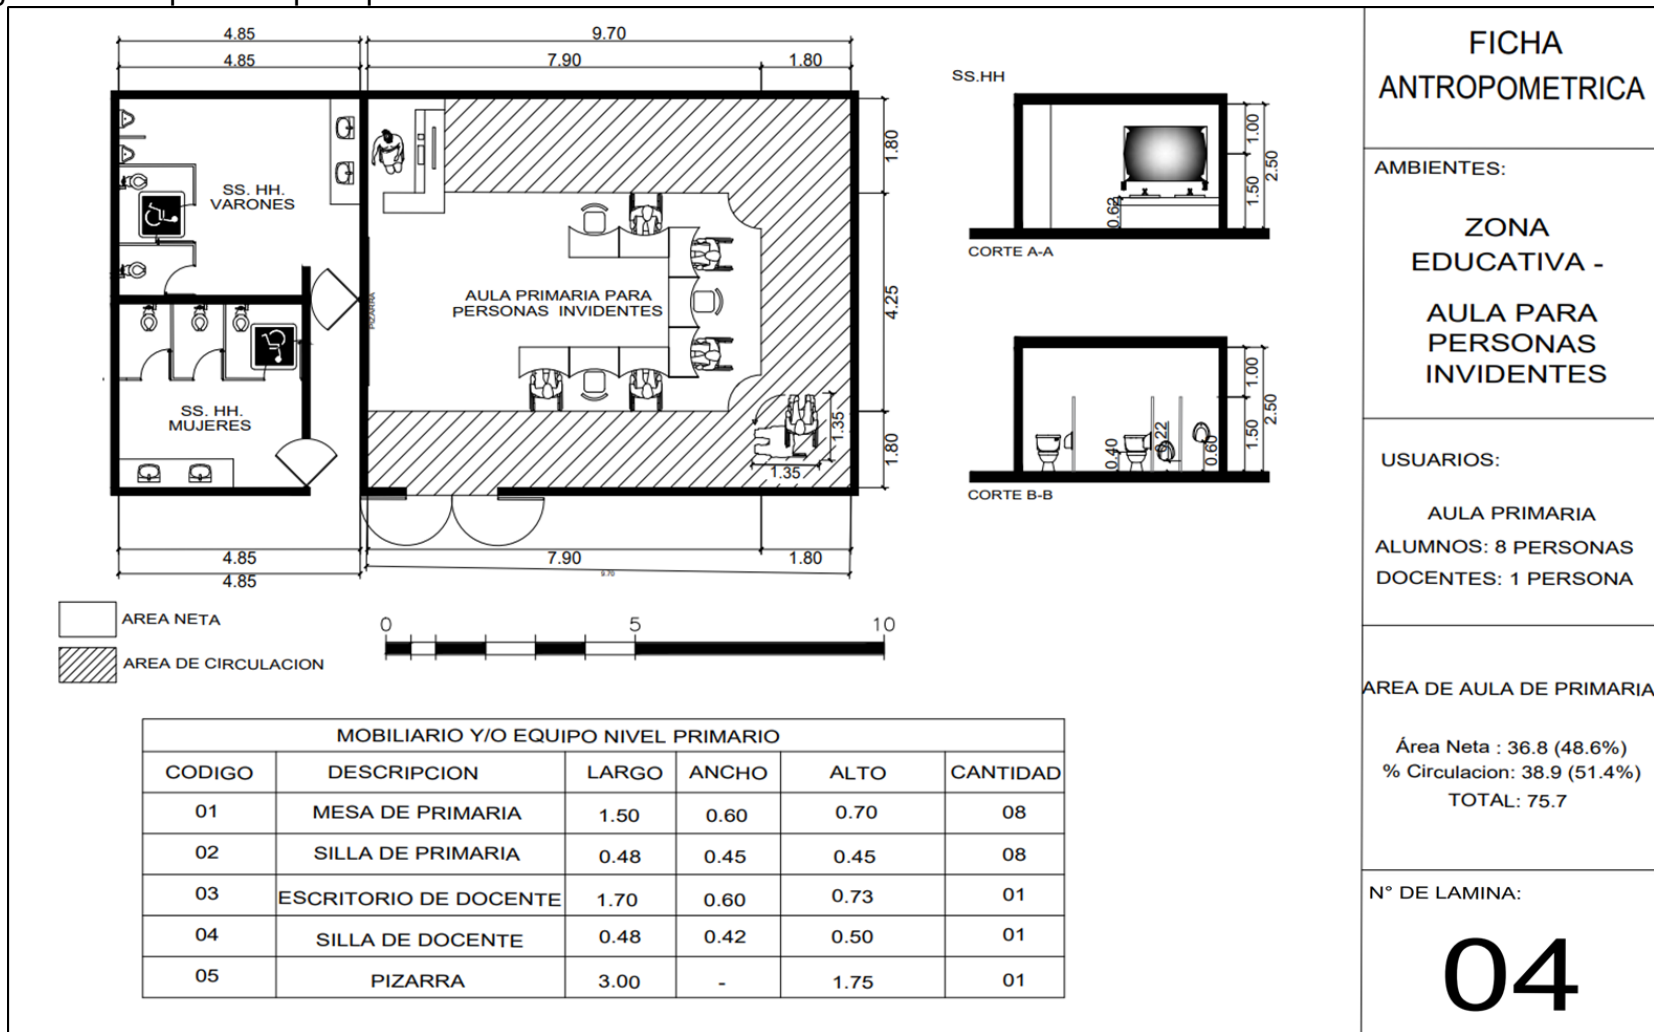 4.85
9.70
4.85
7.90
1.80
SS. HH.
VARONES
SS. HH.
MUJERES
PIZARRA
AULA PRIMARIA PARA
PERSONAS INVIDENTES
1.35
1.35
1.80
4.25
1.80
4.85
7.90
1.80
4.85
9.70
SS.HH
0.62
1.00
1.50
2.50
CORTE A-A
0.40
0.22
0.60
1.00
1.50
2.50
CORTE B-B
AREA NETA
AREA DE CIRCULACION
0 5 10
MOBILIARIO Y/O EQUIPO NIVEL PRIMARIO
CODIGO DESCRIPCION LARGO ANCHO ALTO CANTIDAD
01 MESA DE PRIMARIA 1.50 0.60 0.70 08
02 SILLA DE PRIMARIA 0.48 0.45 0.45 08
03 ESCRITORIO DE DOCENTE 1.70 0.60 0.73 01
04 SILLA DE DOCENTE 0.48 0.42 0.50 01
05 PIZARRA 3.00 - 1.75 01
FICHA
ANTROPOMETRICA
AMBIENTES:
ZONA
EDUCATIVA -
AULA PARA
PERSONAS
INVIDENTES
USUARIOS:
AULA PRIMARIA
ALUMNOS: 8 PERSONAS
DOCENTES: 1 PERSONA
AREA DE AULA DE PRIMARIA
Área Neta : 36.8 (48.6%)
% Circulacion: 38.9 (51.4%)
TOTAL: 75.7
N° DE LAMINA:
04